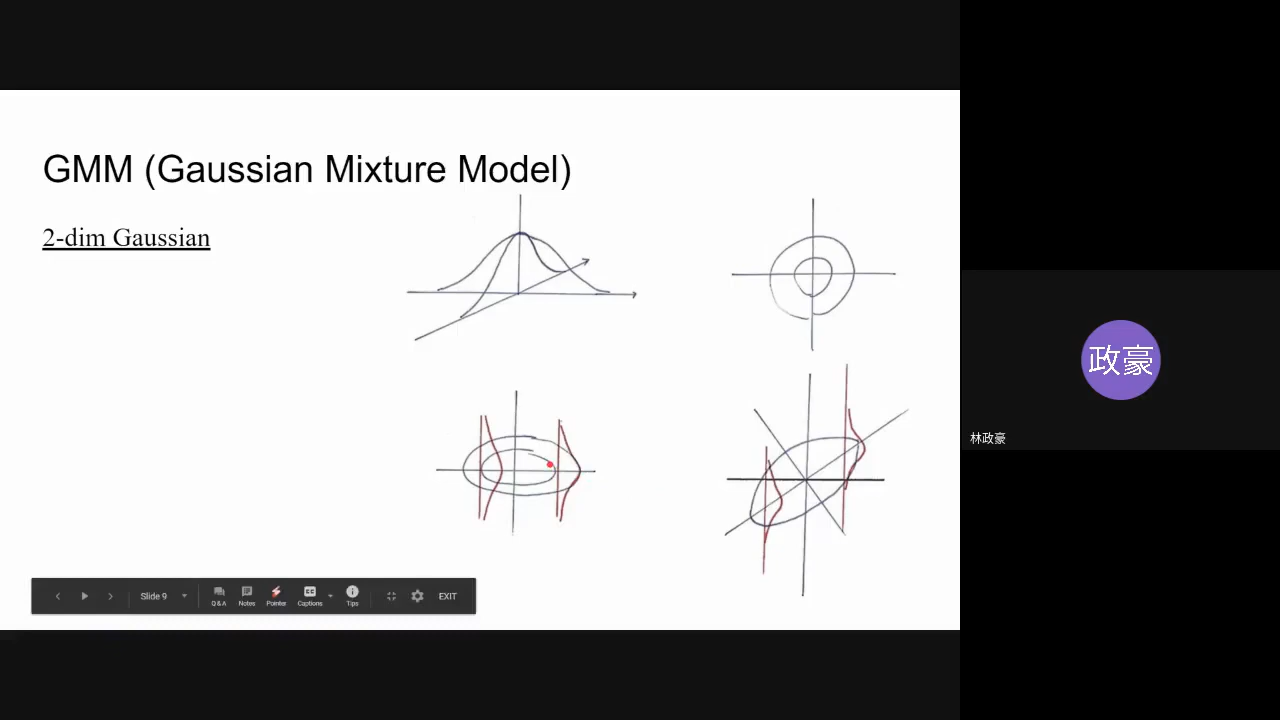 GMM (Gaussian Mixture Model)
2-dim Gaussian
政豪
林政豪
Slide 9
Q&A
Notes
Pointer
Captions
Tips
EXIT